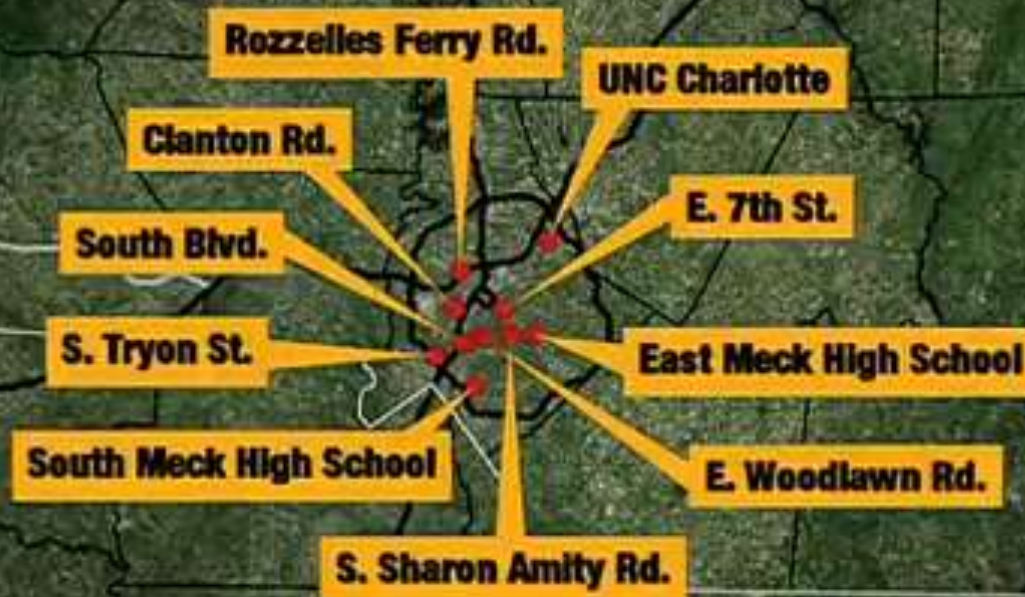 Rozzelles Ferry Rd.
UNC Charlotte
Clanton Rd.
E. 7th St.
South Blvd.
S. Tryon St.
East Meck High School
South Meck High School
E. Woodlawn Rd.
S. Sharon Amity Rd.